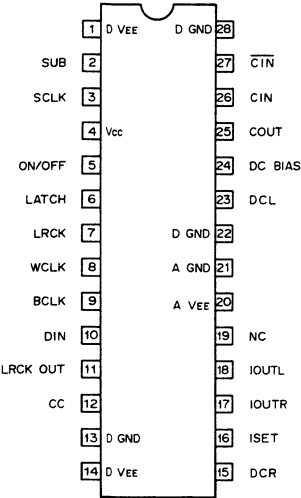 1 D VEE D GND 28
SUB 2 27 CIN
SCLK 3 26 CIN
4 Vcc 25 COUT
ON/OFF 5 24 DC BIAS
LATCH 6 23 DCL
LRCK 7 D GND 22
WCLK 8 A GND 21
BCLK 9 A VEE 20
DIN 10 19 NC
LRCK OUT 11 18 IOUTL
CC 12 17 IOUTR
13 D GND 16 ISET
14 D VEE 15 DCR